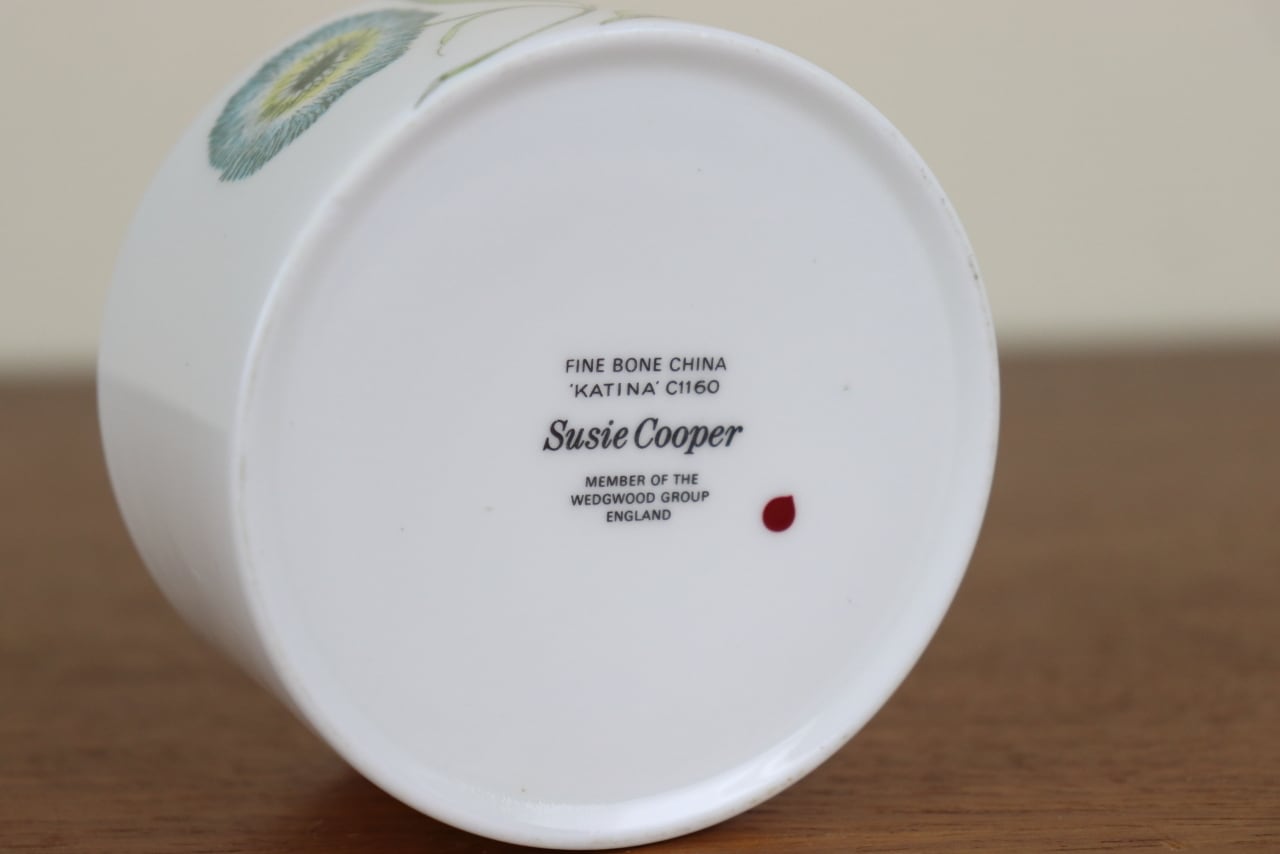 FINE BONE CHINA
'KATINA' C1160
Susie Cooper
MEMBER OF THE
WEDGWOOD GROUP
ENGLAND